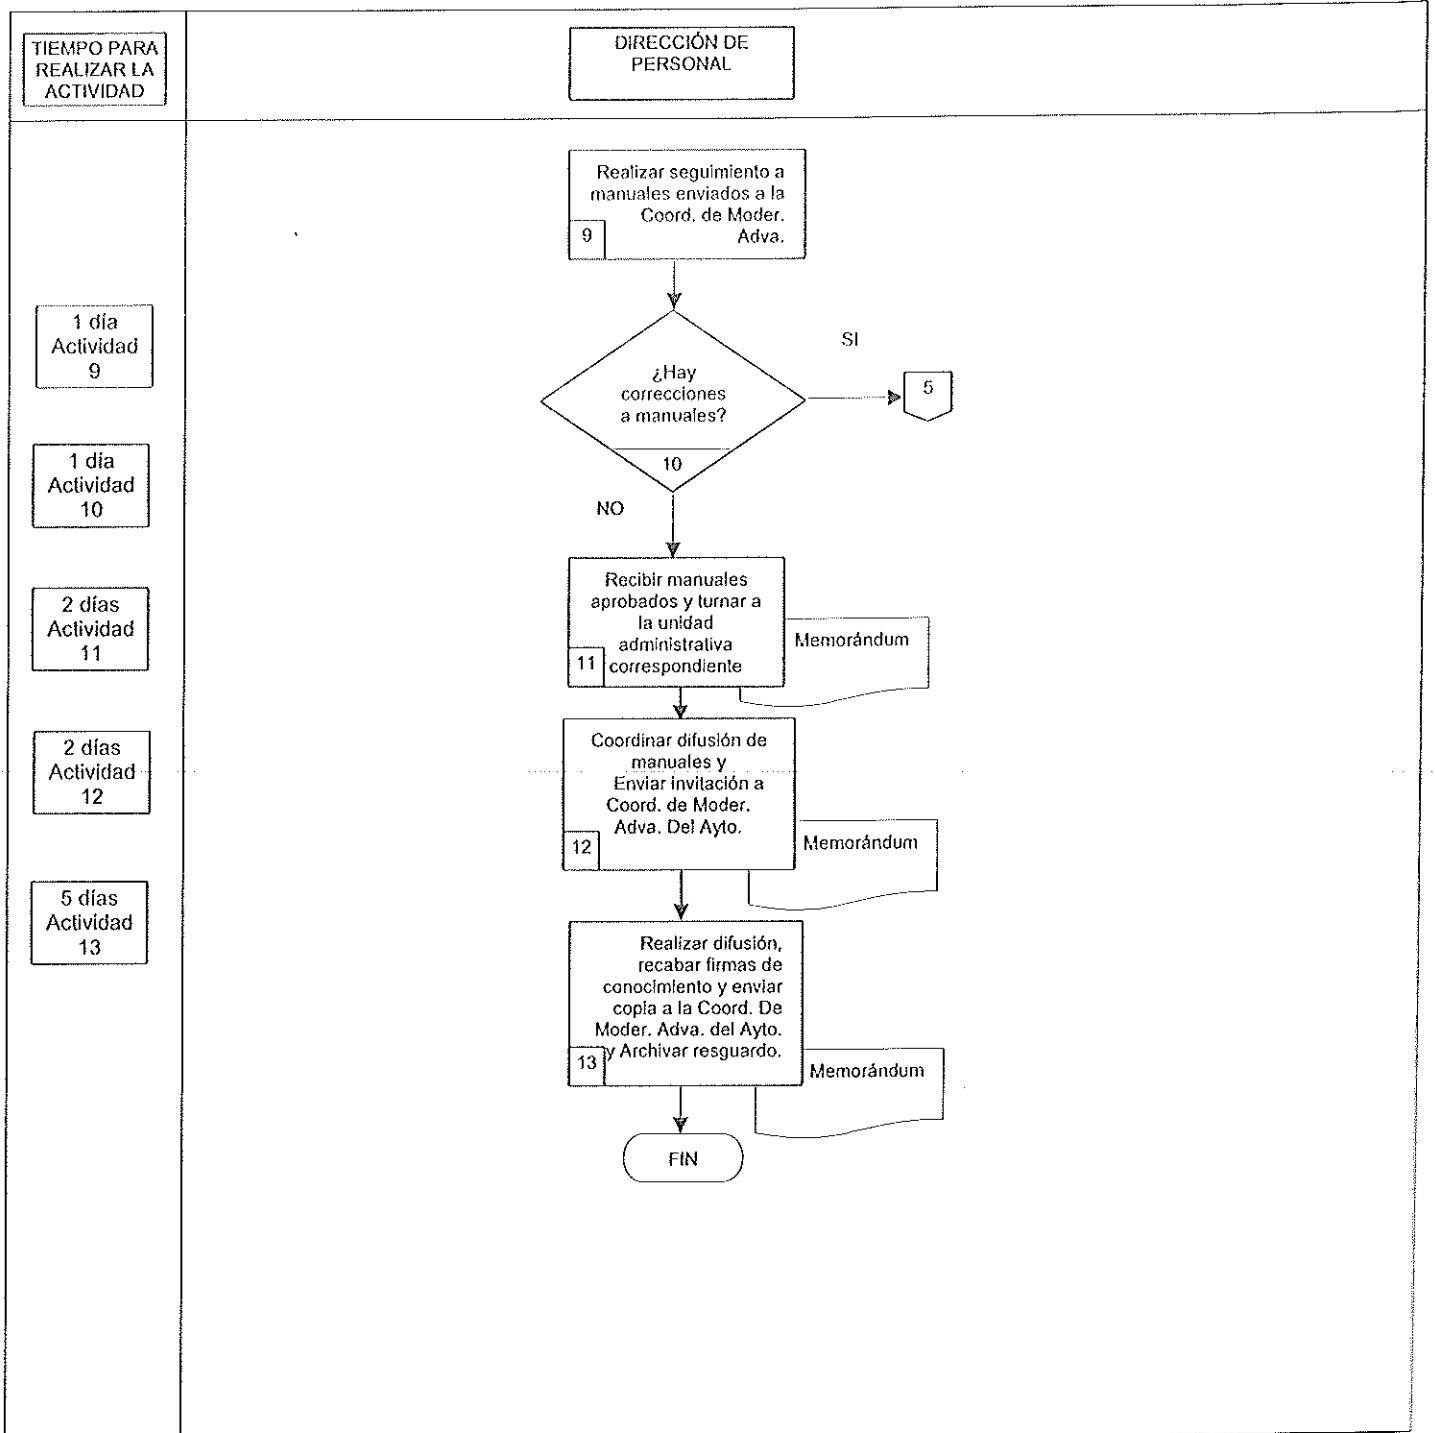 TIEMPO PARA
REALIZAR LA
ACTIVIDAD
DIRECCIÓN DE
PERSONAL
Realizar seguimiento a
manuales enviados a la
Coord. de Moder.
Adva.
9
1 día
Actividad
9
¿Hay
correcciones
a manuales?
10
SI
5
1 día
Actividad
10
NO
2 días
Actividad
11
Recibir manuales
aprobados y turnar a
la unidad
administrativa
correspondiente
11
Memorándum
2 días
Actividad
12
Coordinar difusión de
manuales y
Enviar invitación a
Coord. de Moder.
Adva. Del Ayto.
12
Memorándum
5 días
Actividad
13
Realizar difusión,
recabar firmas de
conocimiento y enviar
copia a la Coord. De
Moder. Adva. del Ayto.
y Archivar resguardo.
13
Memorándum
FIN